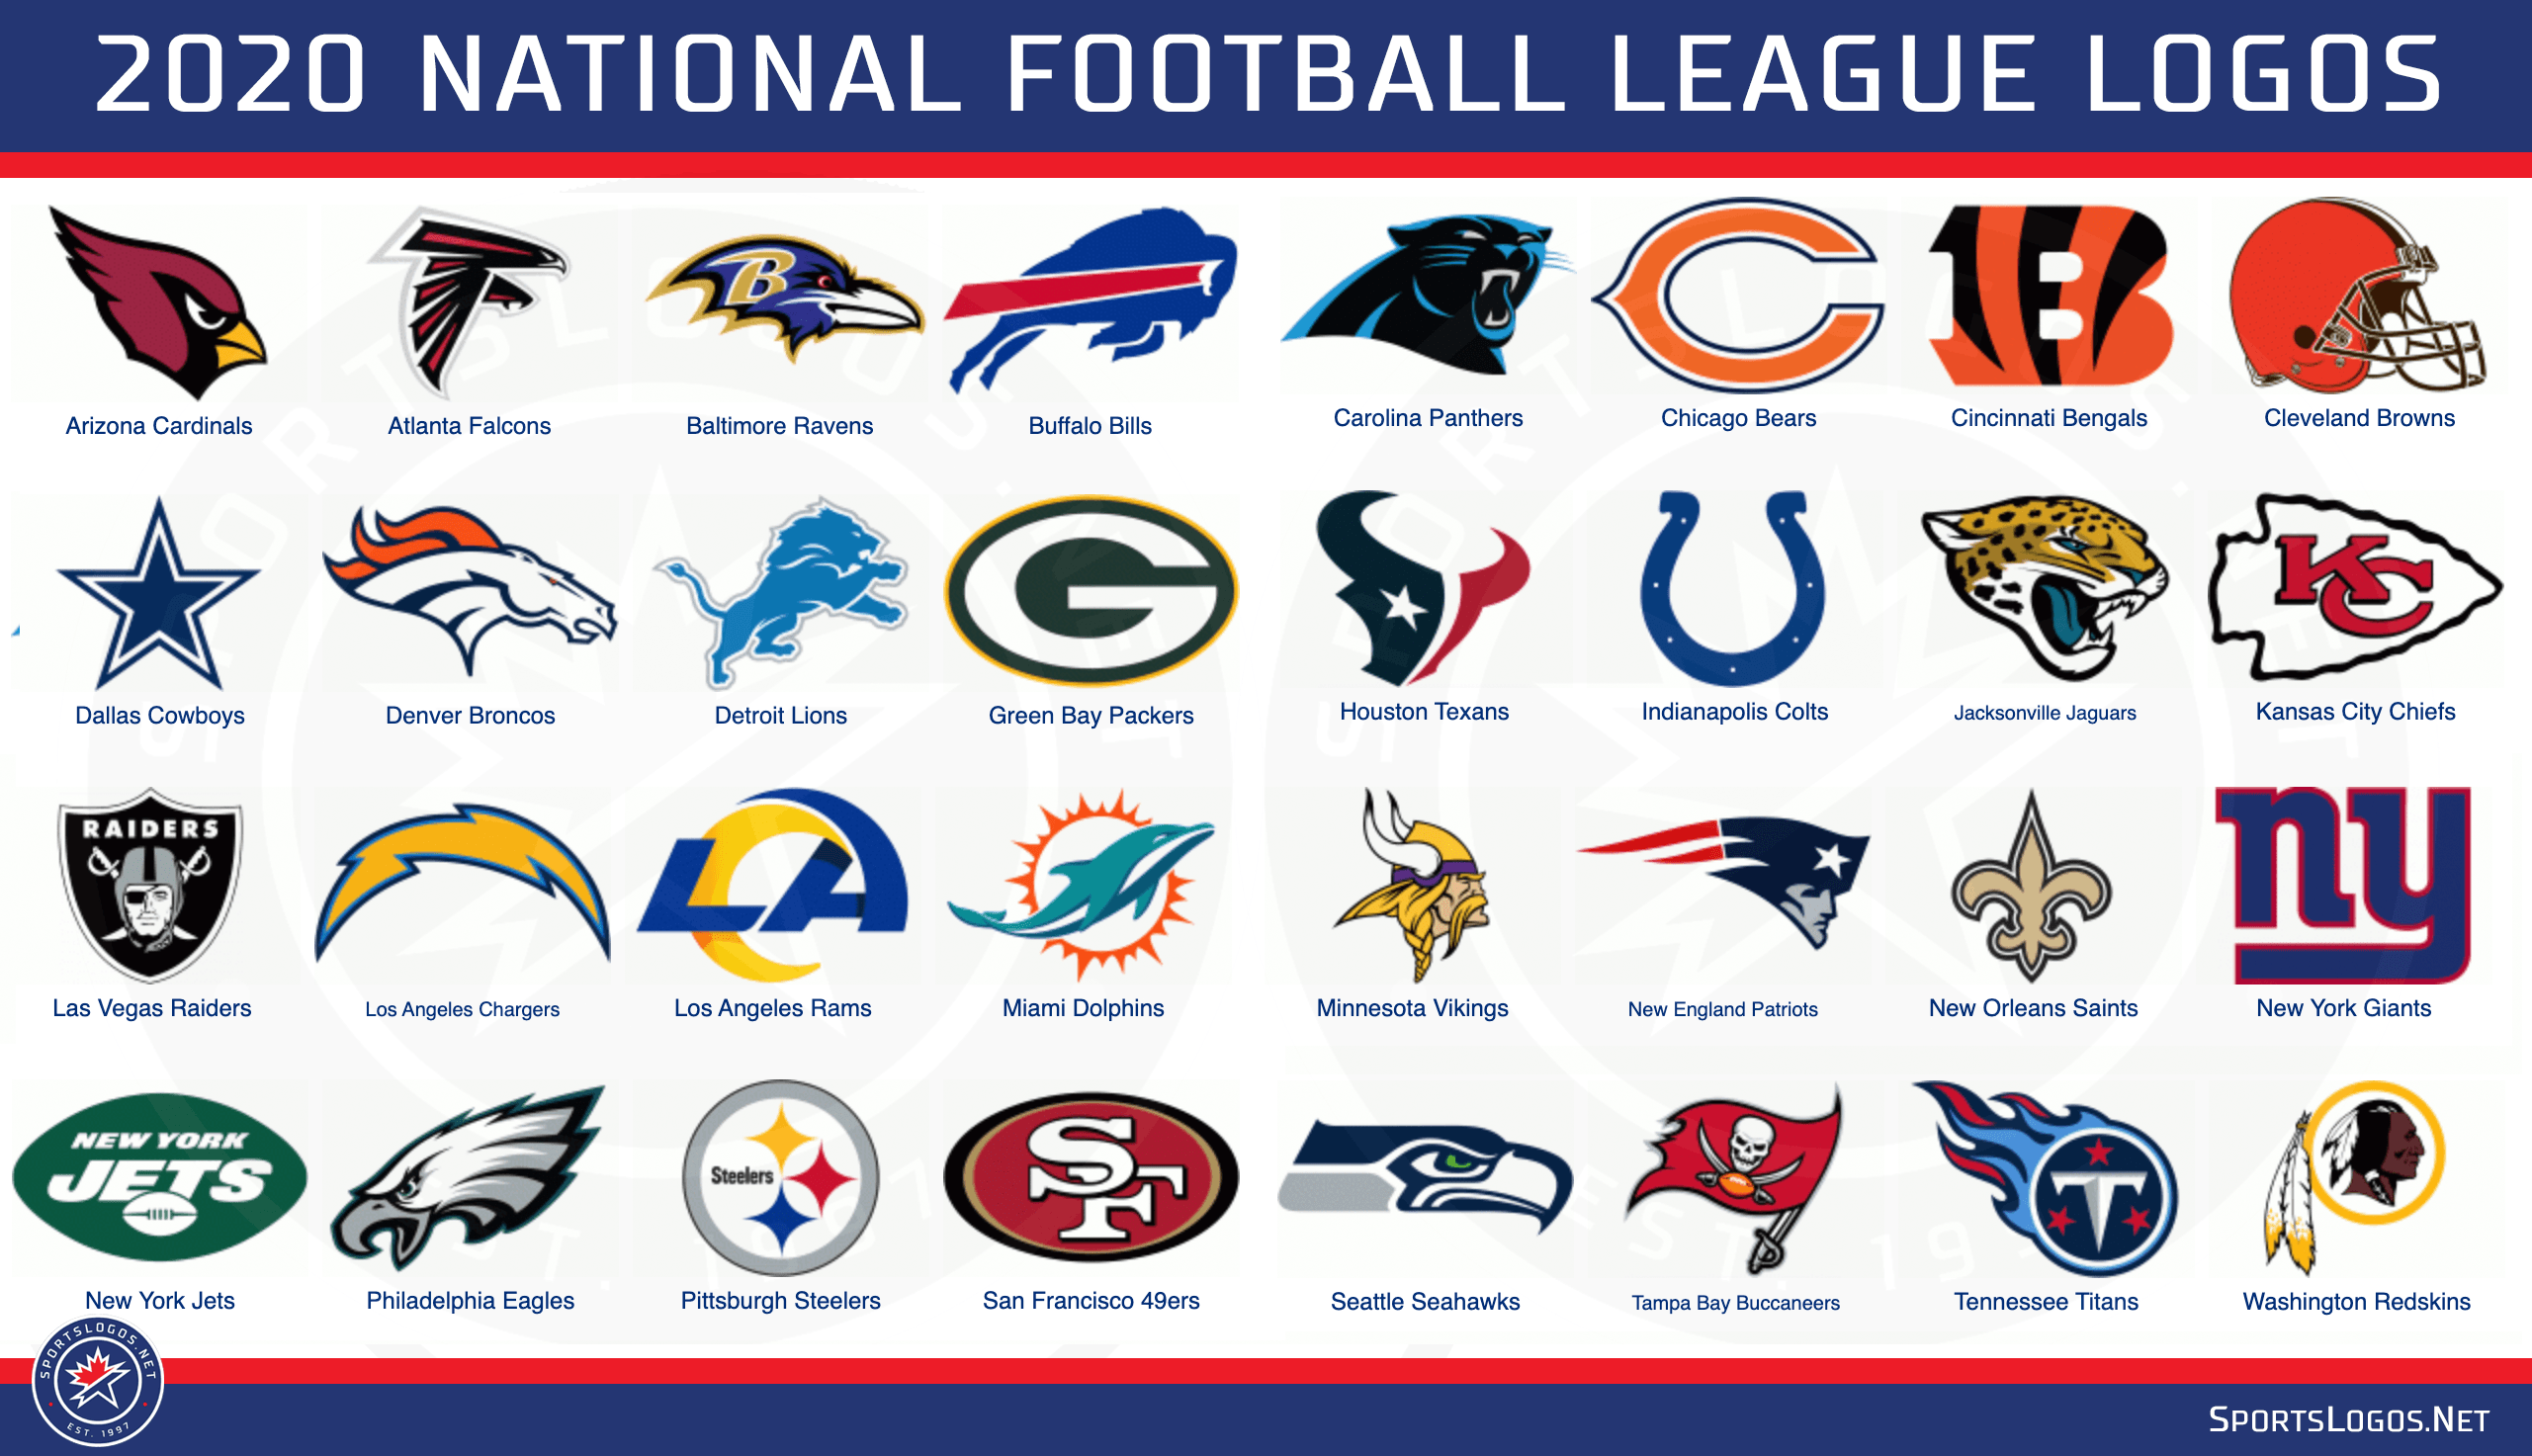 2020 NATIONAL FOOTBALL LEAGUE LOGOS
B
Arizona Cardinals
Atlanta Falcons
Baltimore Ravens
Buffalo Bills
Carolina Panthers
Chicago Bears
Cincinnati Bengals
Cleveland Browns
C
B
G
KC
Dallas Cowboys
Denver Broncos
Detroit Lions
Green Bay Packers
Houston Texans
Indianapolis Colts
Jacksonville Jaguars
Kansas City Chiefs
RAIDERS
LA
ny
Las Vegas Raiders
Los Angeles Chargers
Los Angeles Rams
Miami Dolphins
Minnesota Vikings
New England Patriots
New Orleans Saints
New York Giants
NEW YORK
JETS
Steelers
SF
T
New York Jets
Philadelphia Eagles
Pittsburgh Steelers
San Francisco 49ers
Seattle Seahawks
Tampa Bay Buccaneers
Tennessee Titans
Washington Redskins
SPORTSLOGOS.NET
EST. 1997
SPORTSLOGOS.NET